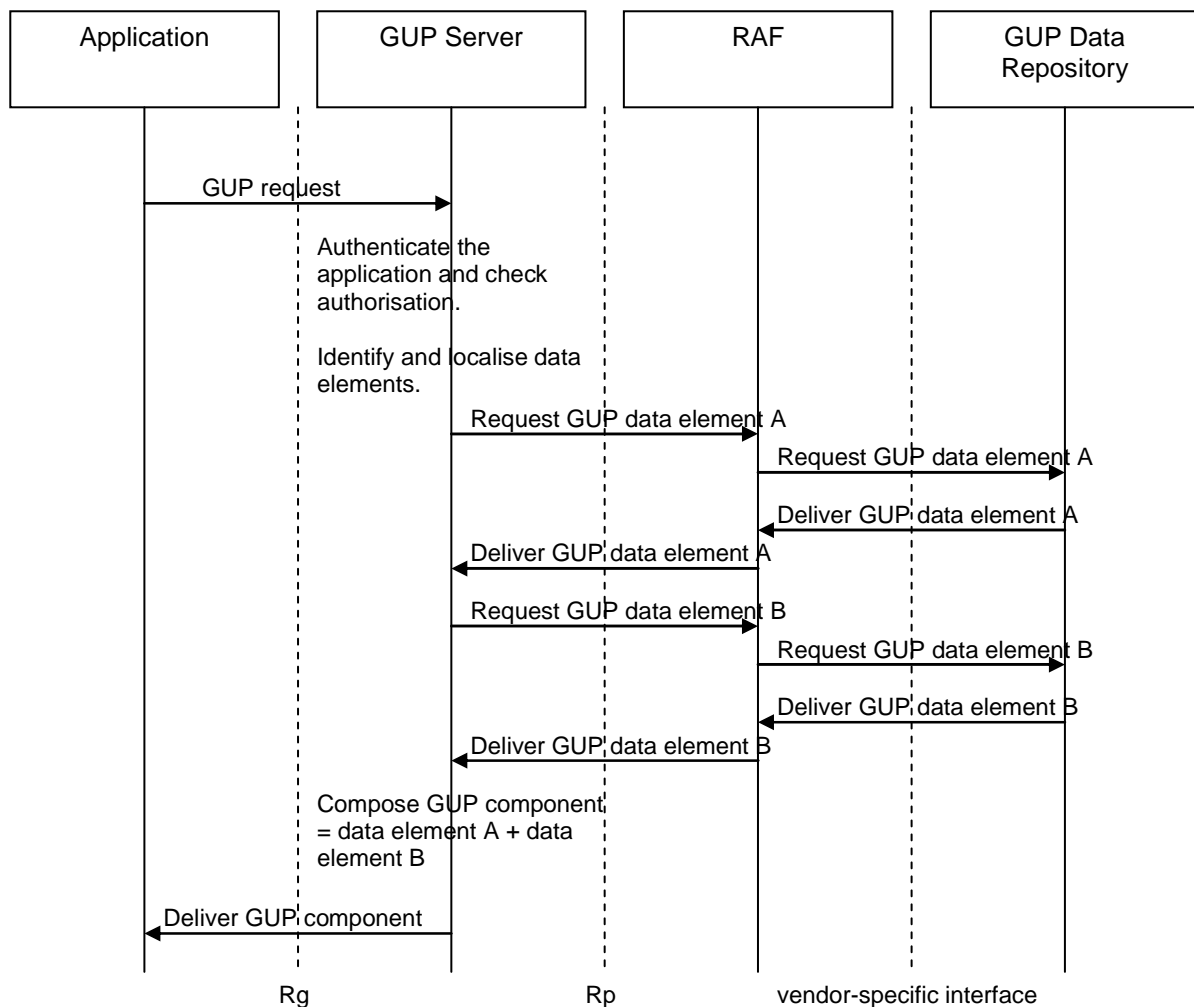 Application
GUP Server
RAF
GUP Data
Repository
GUP request
Authenticate the
application and check
authorisation.
Identify and localise data
elements.
Request GUP data element A
Request GUP data element A
Deliver GUP data element A
Deliver GUP data element A
Request GUP data element B
Request GUP data element B
Deliver GUP data element B
Deliver GUP data element B
Compose GUP component
= data element A + data
element B
Deliver GUP component
Rg
Rp
vendor-specific interface